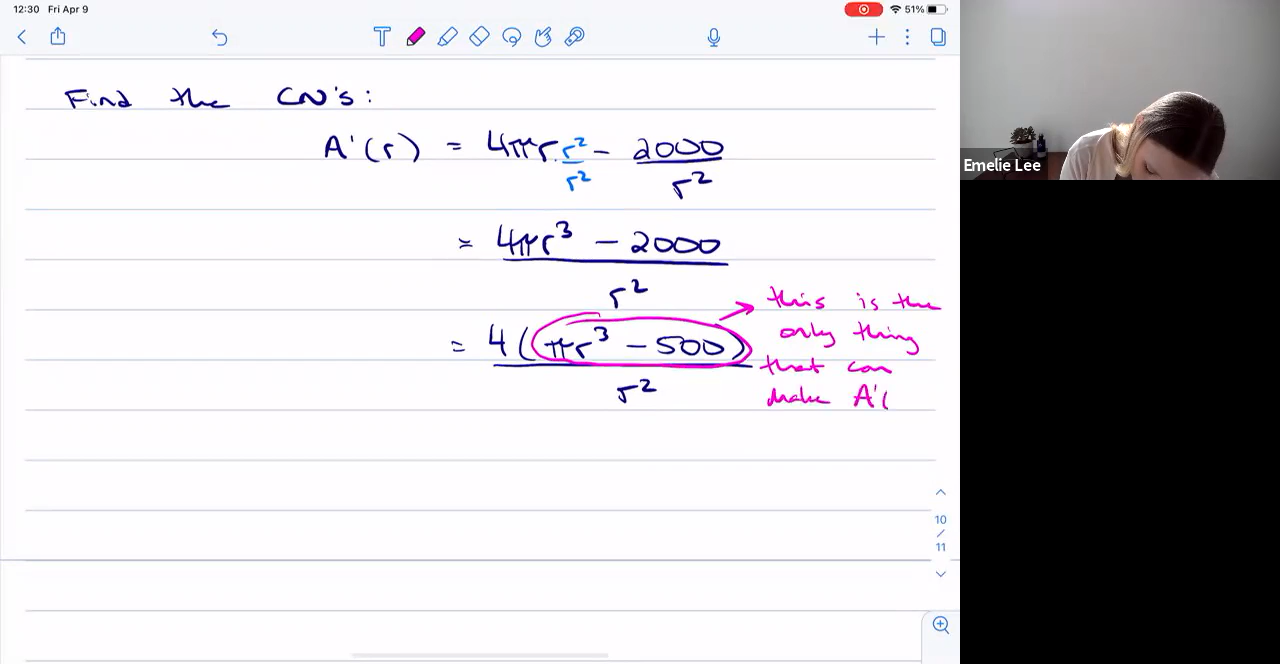 12:30 Fri Apr 9
51%
Find the CN's:
A'(r) = 4πr · r²/r² - 2000/r²
= 4πr³ - 2000
r²
= 4(πr³ - 500)
r²
this is the
only thing
that can
make A'(
10
/
11
Emelie Lee